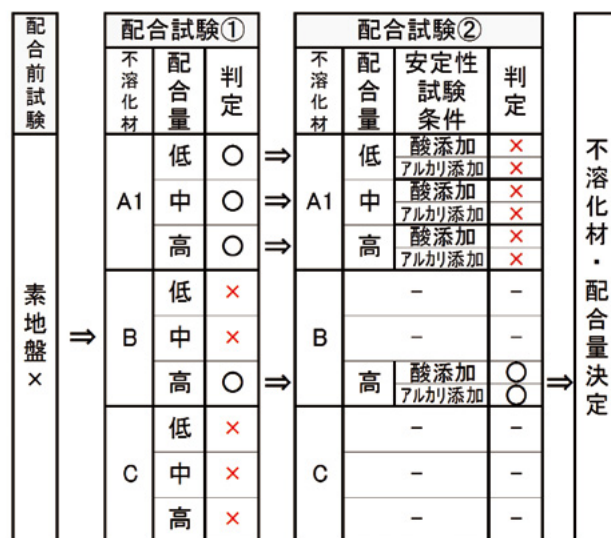 配合前試験
素地盤×
⇒
配合試験①
不溶化材 配合量 判定
A1 低 ○ ⇒
中 ○ ⇒
高 ○ ⇒
B 低 ×
中 ×
高 ○ ⇒
C 低 ×
中 ×
高 ×
配合試験②
不溶化材 配合量 安定性試験条件 判定
A1 低 酸添加 ×
アルカリ添加 ×
中 酸添加 ×
アルカリ添加 ×
高 酸添加 ×
アルカリ添加 ×
B － －
－ －
高 酸添加 ○
アルカリ添加 ○
⇒
C － －
－ －
－ －
不溶化材・配合量決定